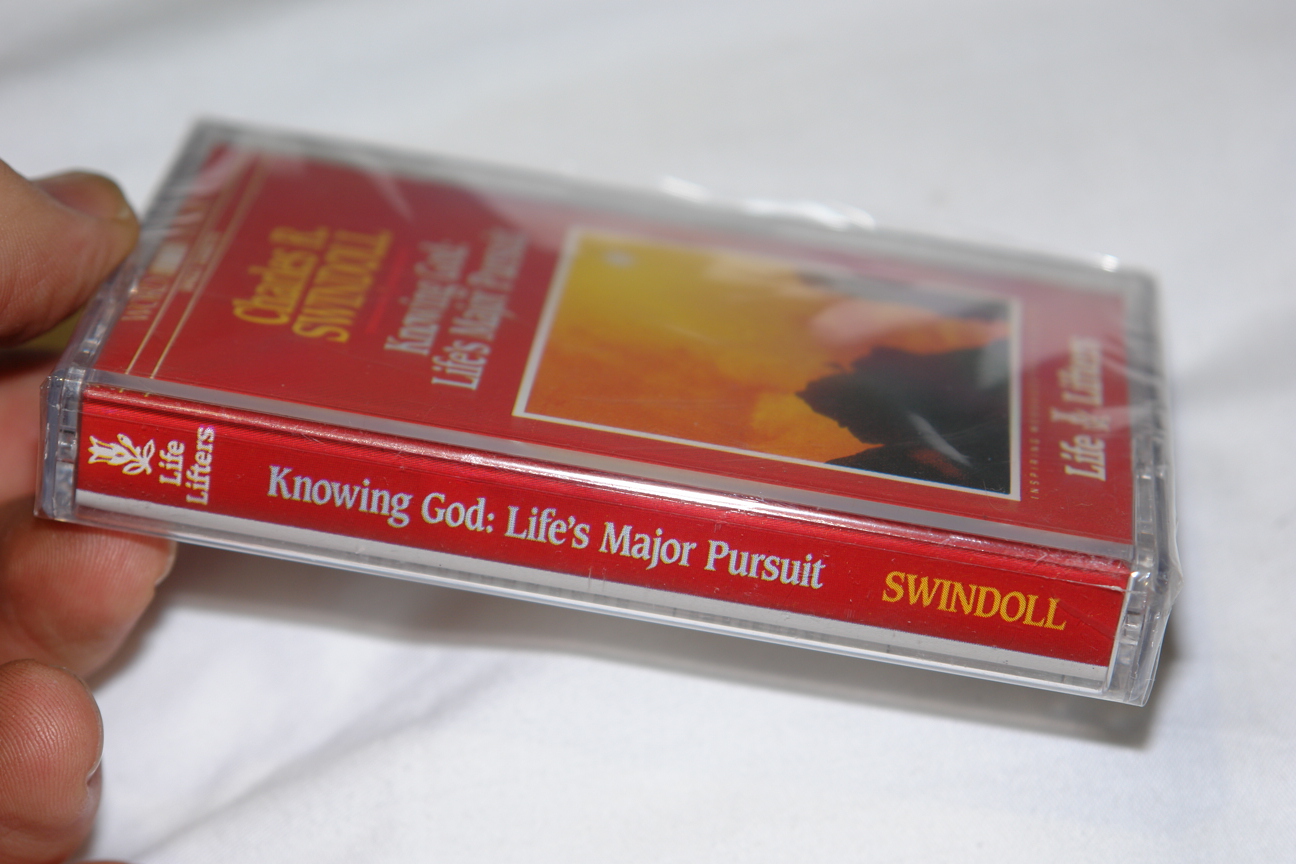 Charles R.
SWINDOLL
Knowing God:
Life's Major Pursuit
Life Lifters
Life
Lifters
Knowing God: Life's Major Pursuit
SWINDOLL